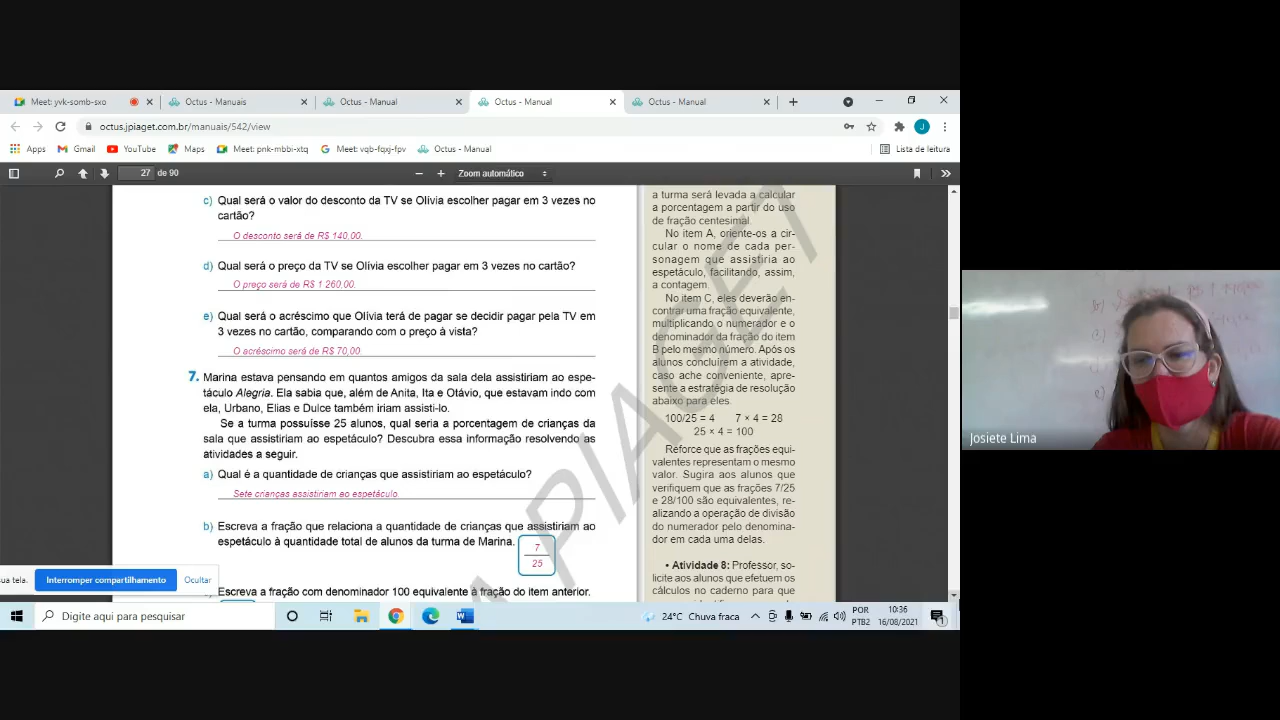 Meet: yvk-somb-sxo
Octus - Manuais
Octus - Manual
Octus - Manual
Octus - Manual
octus.jpiaget.com.br/manuais/542/view
Apps
Gmail
YouTube
Maps
Meet: pnk-mbbi-xtq
Meet: vqb-fqxj-fpv
Octus - Manual
Lista de leitura
27 de 90
Zoom automático
c) Qual será o valor do desconto da TV se Olívia escolher pagar em 3 vezes no
cartão?
O desconto será de R$ 140,00.
d) Qual será o preço da TV se Olívia escolher pagar em 3 vezes no cartão?
O preço será de R$ 1 260,00.
e) Qual será o acréscimo que Olívia terá de pagar se decidir pagar pela TV em
3 vezes no cartão, comparando com o preço à vista?
O acréscimo será de R$ 70,00.
7. Marina estava pensando em quantos amigos da sala dela assistiriam ao espe-
táculo Alegria. Ela sabia que, além de Anita, Ita e Otávio, que estavam indo com
ela, Urbano, Elias e Dulce também iriam assisti-lo.
Se a turma possuísse 25 alunos, qual seria a porcentagem de crianças da
sala que assistiriam ao espetáculo? Descubra essa informação resolvendo as
atividades a seguir.
a) Qual é a quantidade de crianças que assistiriam ao espetáculo?
Sete crianças assistiriam ao espetáculo.
b) Escreva a fração que relaciona a quantidade de crianças que assistiriam ao
espetáculo à quantidade total de alunos da turma de Marina.
7
25
Escreva a fração com denominador 100 equivalente à fração do item anterior.
a turma será levada a calcular
a porcentagem a partir do uso
de fração centesimal.
No item A, oriente-os a cir-
cular o nome de cada per-
sonagem que assistiria ao
espetáculo, facilitando, assim,
a contagem.
No item C, eles deverão en-
contrar uma fração equivalente,
multiplicando o numerador e o
denominador da fração do item
B pelo mesmo número. Após os
alunos concluírem a atividade,
caso ache conveniente, apre-
sente a estratégia de resolução
abaixo para eles.
100/25 = 4 7 × 4 = 28
25 × 4 = 100
Reforce que as frações equi-
valentes representam o mesmo
valor. Sugira aos alunos que
verifiquem que as frações 7/25
e 28/100 são equivalentes, re-
alizando a operação de divisão
do numerador pelo denomina-
dor em cada uma delas.
• Atividade 8: Professor, so-
licite aos alunos que efetuem os
cálculos no caderno para que
PIAGET
sua tela.
Interromper compartilhamento
Ocultar
Digite aqui para pesquisar
24°C Chuva fraca
POR
PTB2
10:36
16/08/2021
1
Josiete Lima